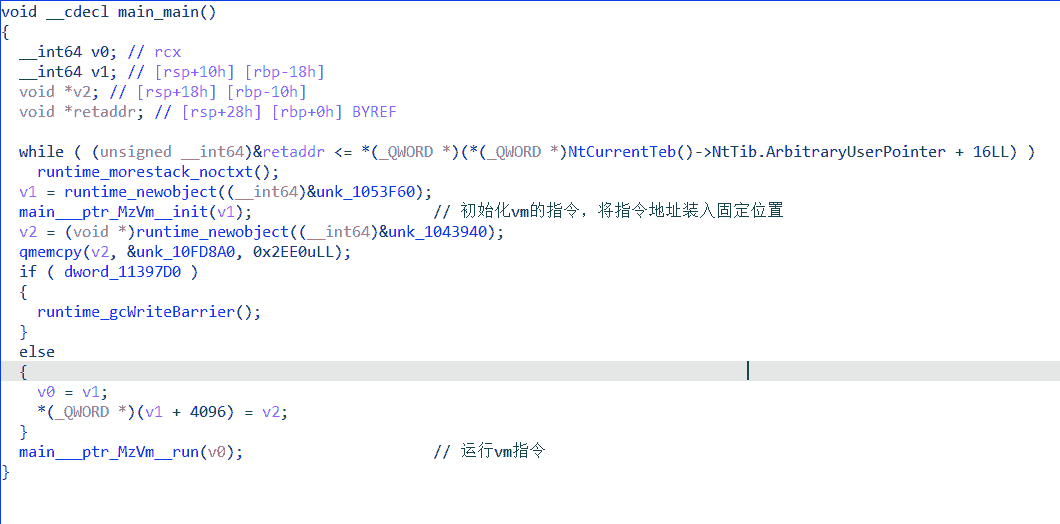 void __cdecl main_main()
{
  __int64 v0; // rcx
  __int64 v1; // [rsp+10h] [rbp-18h]
  void *v2; // [rsp+18h] [rbp-10h]
  void *retaddr; // [rsp+28h] [rbp+0h] BYREF

  while ( (unsigned __int64)&retaddr <= *(_QWORD *)(*(_QWORD *)NtCurrentTeb()->NtTib.ArbitraryUserPointer + 16LL) )
    runtime_morestack_noctxt();
  v1 = runtime_newobject((__int64)&unk_1053F60);
  main___ptr_MzVm__init(v1);                    // 初始化vm的指令，将指令地址装入固定位置
  v2 = (void *)runtime_newobject((__int64)&unk_1043940);
  qmemcpy(v2, &unk_10FD8A0, 0x2EE0uLL);
  if ( dword_11397D0 )
  {
    runtime_gcWriteBarrier();
  }
  else
  {
    v0 = v1;
    *(_QWORD *)(v1 + 4096) = v2;
  }
  main___ptr_MzVm__run(v0);                     // 运行vm指令
}